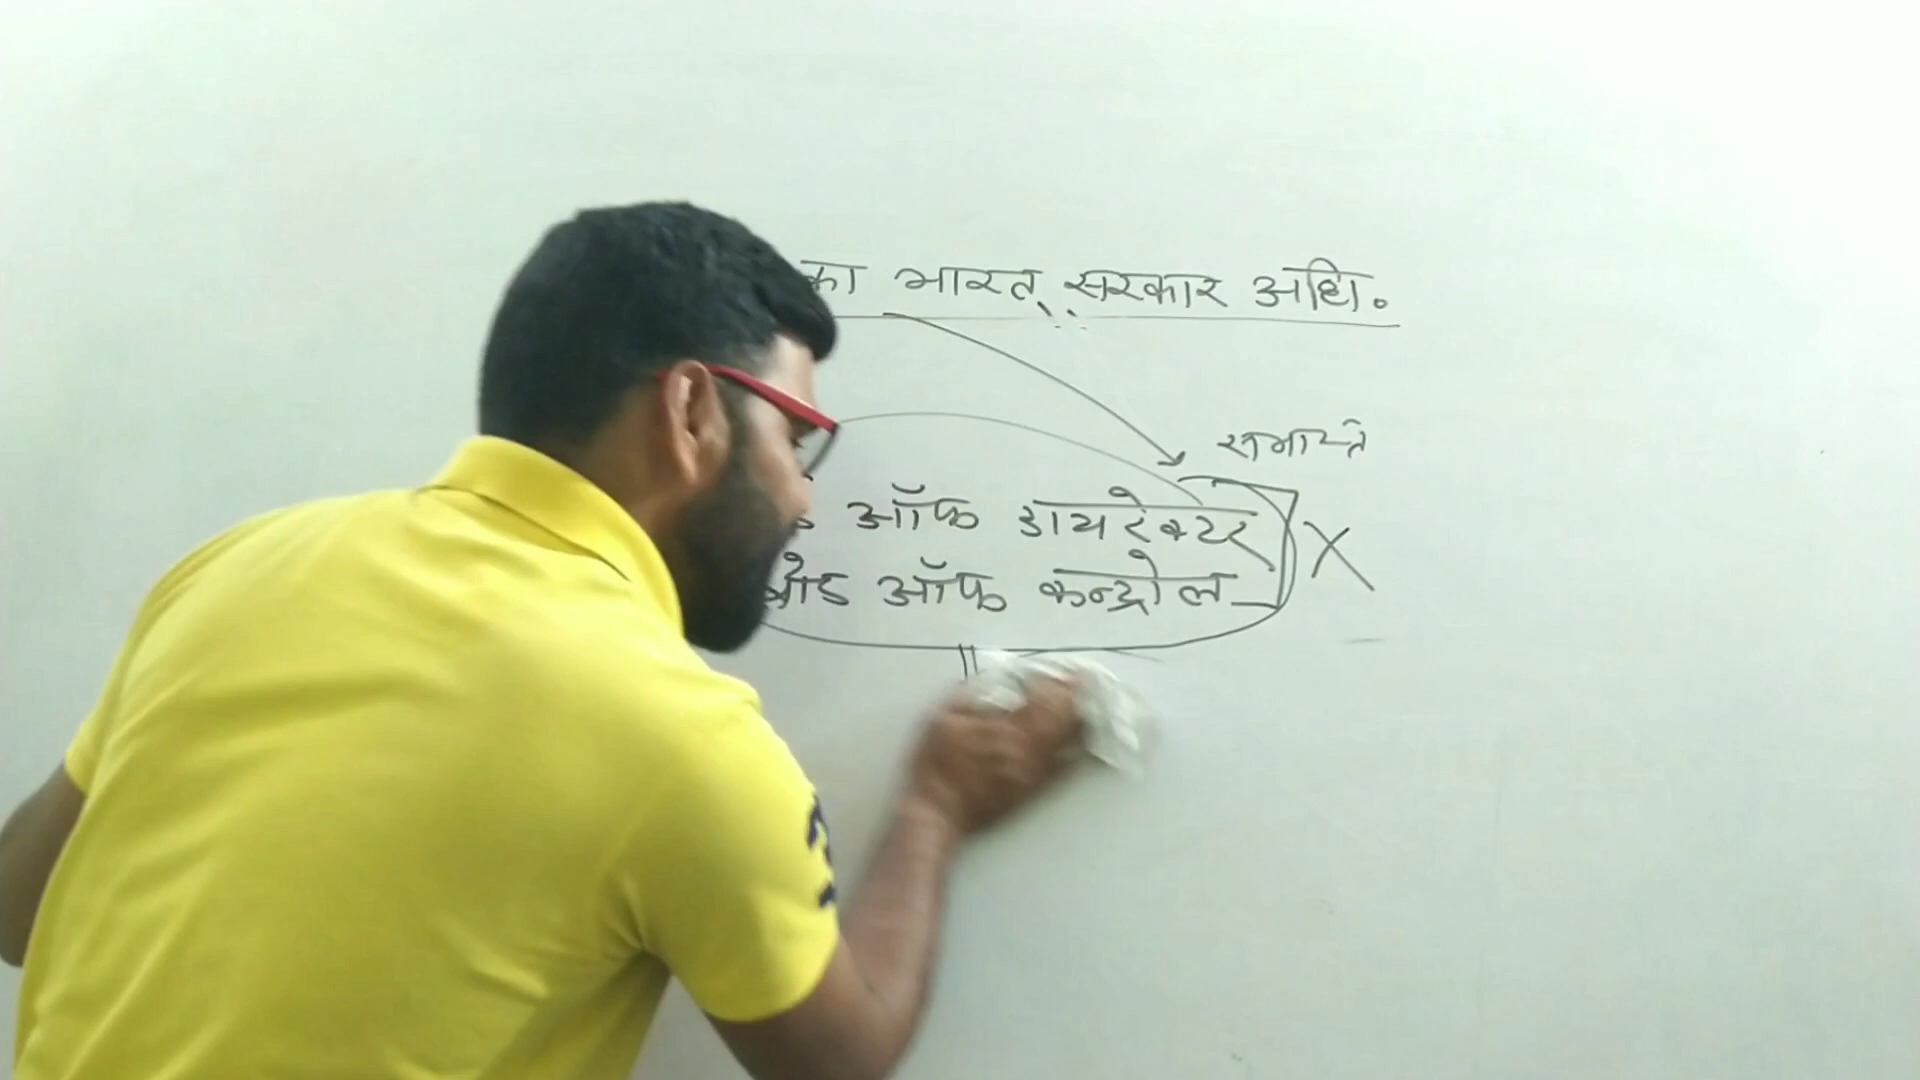 का भारत सरकार अधि.
समाप्त
ऑफ डायरेक्टर
बोर्ड ऑफ कन्ट्रोल